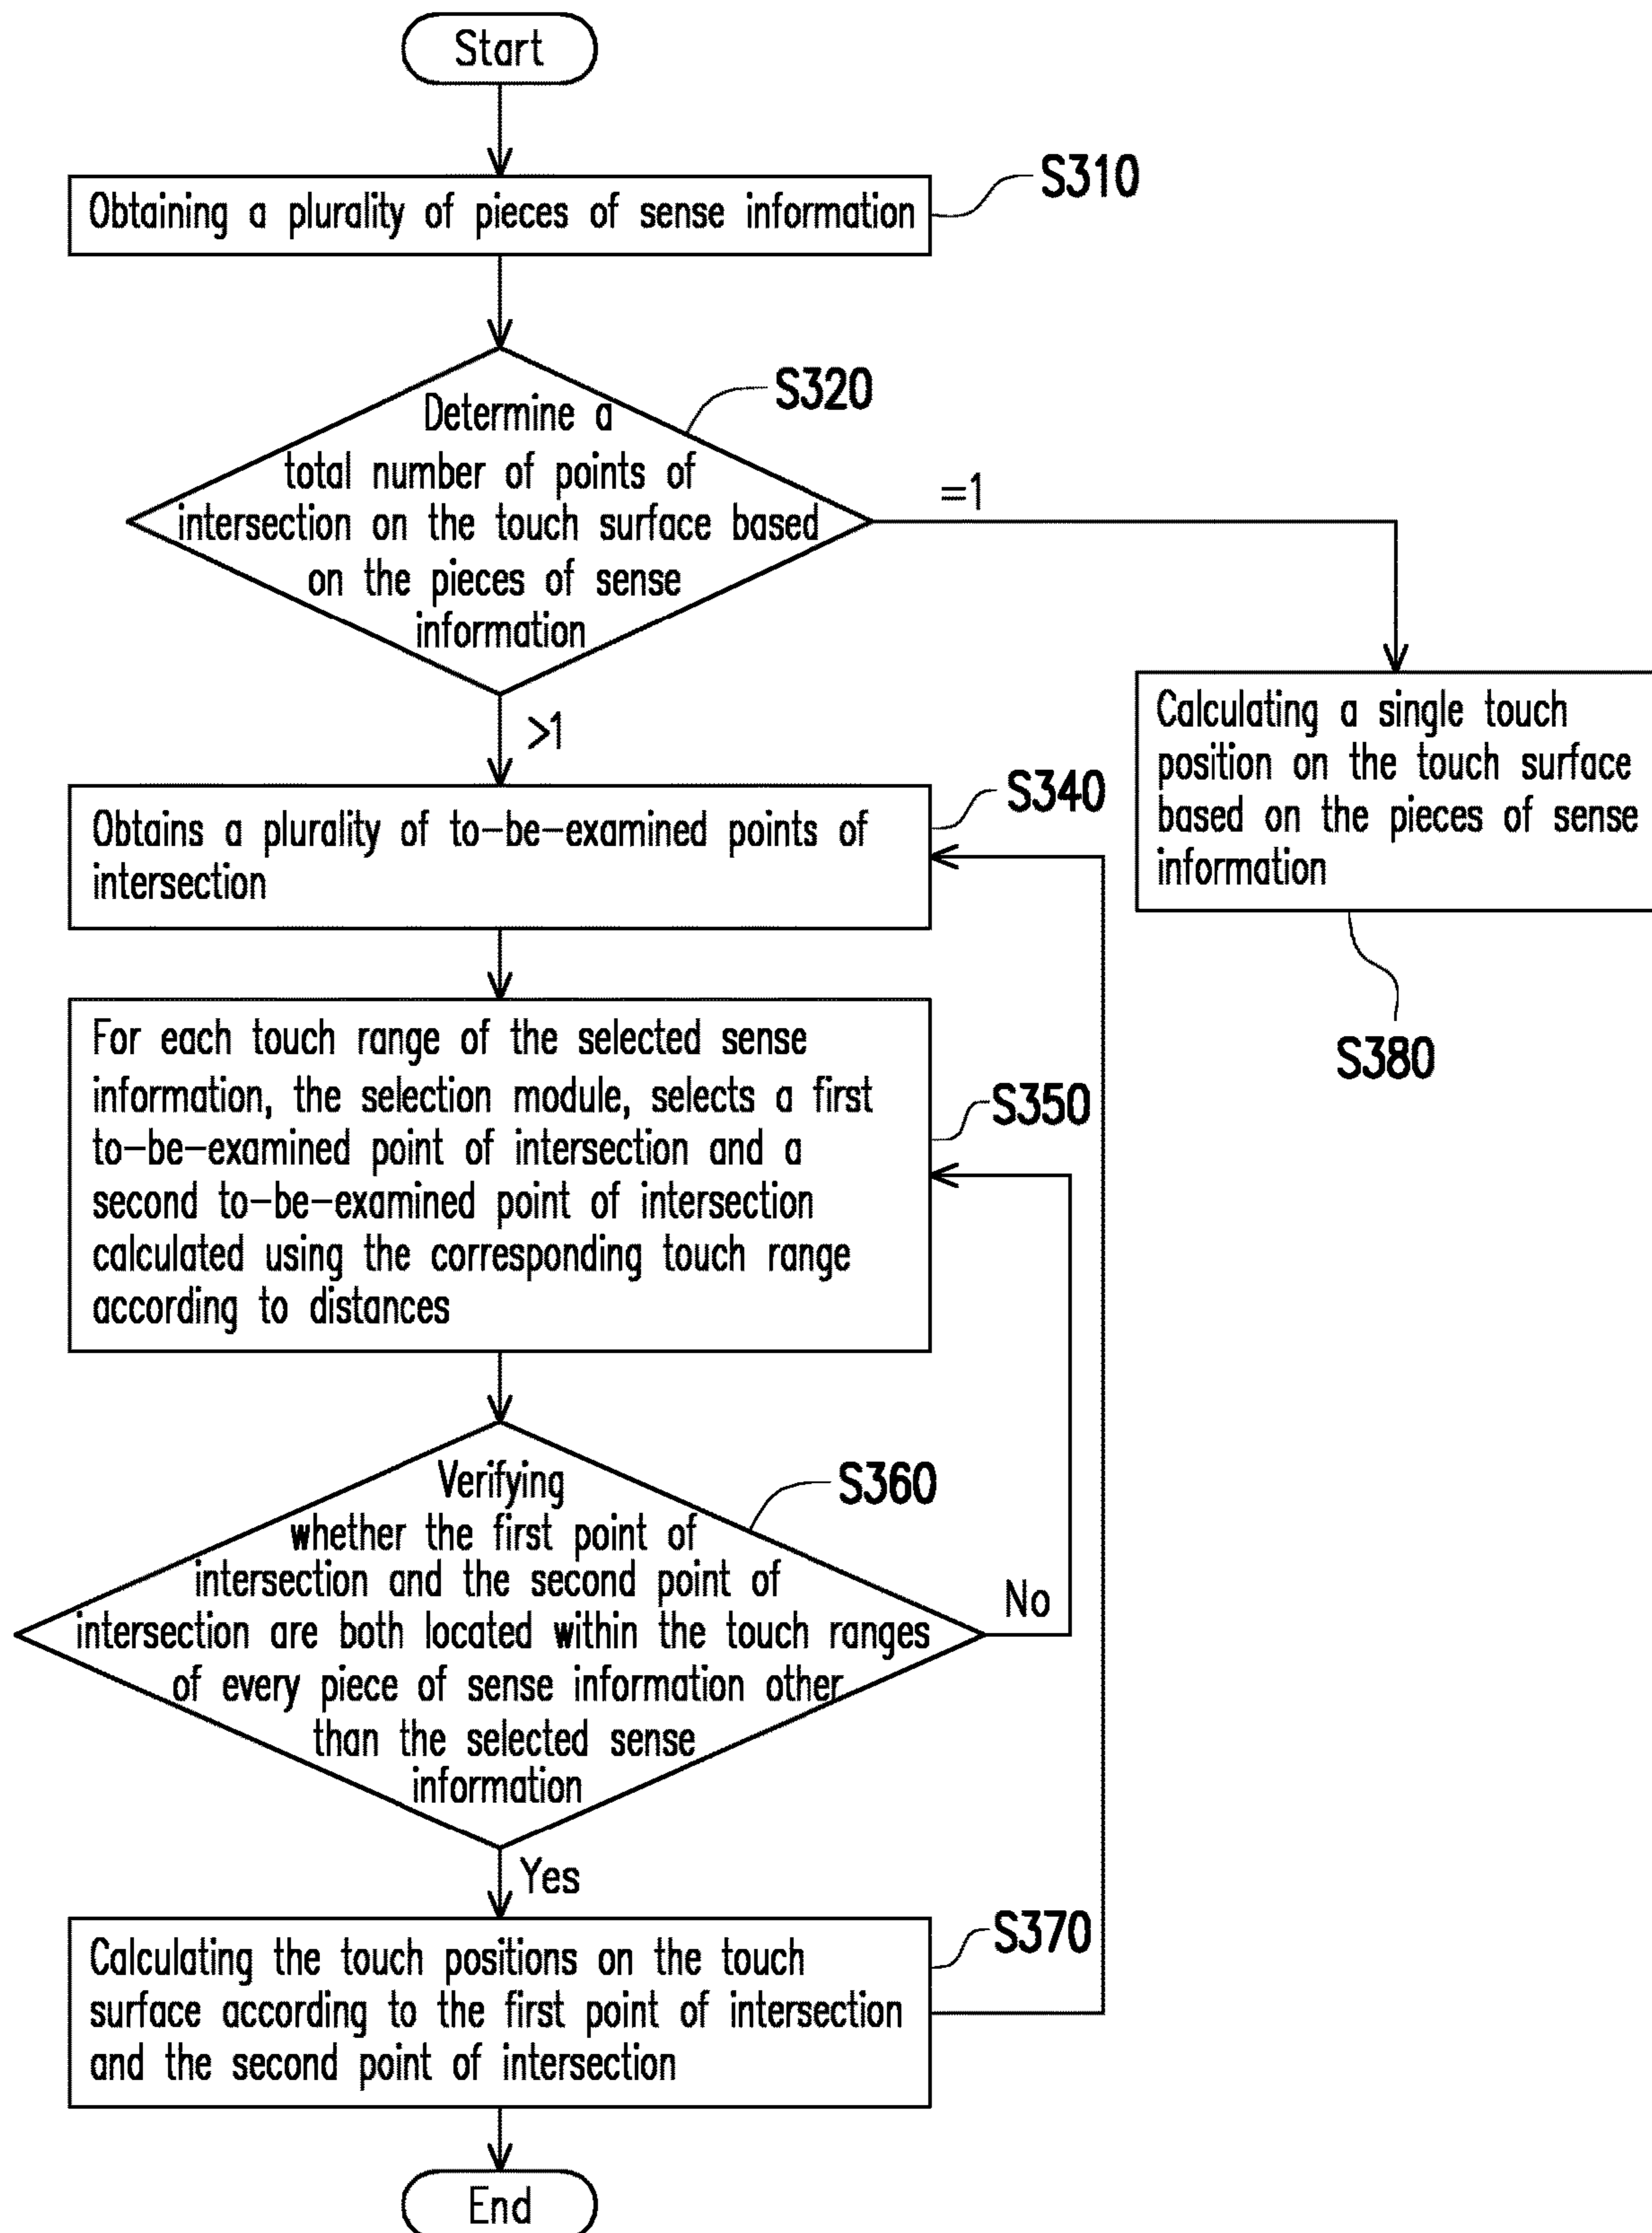 Start
Obtaining a plurality of pieces of sense information
S310
Determine a
total number of points of
intersection on the touch surface based
on the pieces of sense
information
S320
=1
>1
Calculating a single touch
position on the touch surface
based on the pieces of sense
information
S380
Obtains a plurality of to-be-examined points of
intersection
S340
For each touch range of the selected sense
information, the selection module, selects a first
to-be-examined point of intersection and a
second to-be-examined point of intersection
calculated using the corresponding touch range
according to distances
S350
Verifying
whether the first point of
intersection and the second point of
intersection are both located within the touch ranges
of every piece of sense information other
than the selected sense
information
S360
No
Yes
Calculating the touch positions on the touch
surface according to the first point of intersection
and the second point of intersection
S370
End